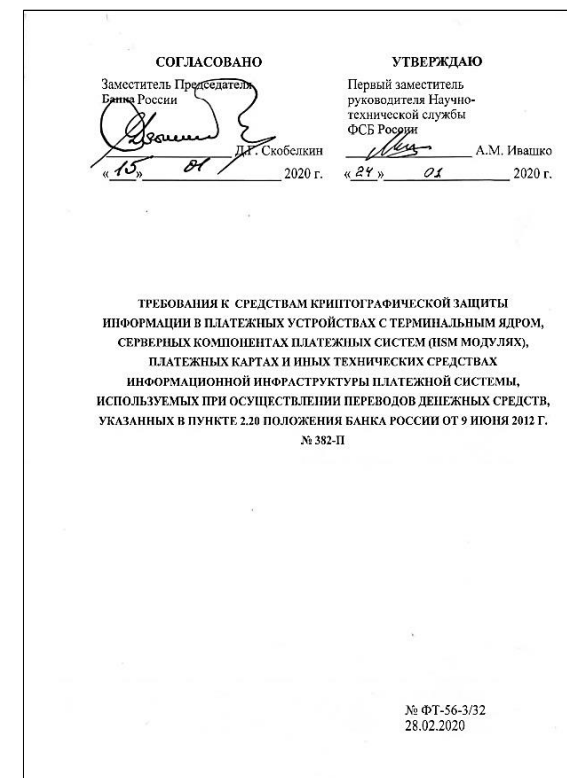 СОГЛАСОВАНО
Заместитель Председателя
Банка России
Д.Г. Скобелкин
« 15 » 01 2020 г.
УТВЕРЖДАЮ
Первый заместитель
руководителя Научно-
технической службы
ФСБ России
А.М. Ивашко
« 24 » 01 2020 г.
ТРЕБОВАНИЯ К СРЕДСТВАМ КРИПТОГРАФИЧЕСКОЙ ЗАЩИТЫ
ИНФОРМАЦИИ В ПЛАТЕЖНЫХ УСТРОЙСТВАХ С ТЕРМИНАЛЬНЫМ ЯДРОМ,
СЕРВЕРНЫХ КОМПОНЕНТАХ ПЛАТЕЖНЫХ СИСТЕМ (HSM МОДУЛЯХ),
ПЛАТЕЖНЫХ КАРТАХ И ИНЫХ ТЕХНИЧЕСКИХ СРЕДСТВАХ
ИНФОРМАЦИОННОЙ ИНФРАСТРУКТУРЫ ПЛАТЕЖНОЙ СИСТЕМЫ,
ИСПОЛЬЗУЕМЫХ ПРИ ОСУЩЕСТВЛЕНИИ ПЕРЕВОДОВ ДЕНЕЖНЫХ СРЕДСТВ,
УКАЗАННЫХ В ПУНКТЕ 2.20 ПОЛОЖЕНИЯ БАНКА РОССИИ ОТ 9 ИЮНЯ 2012 Г.
№ 382-П
№ ФТ-56-3/32
28.02.2020